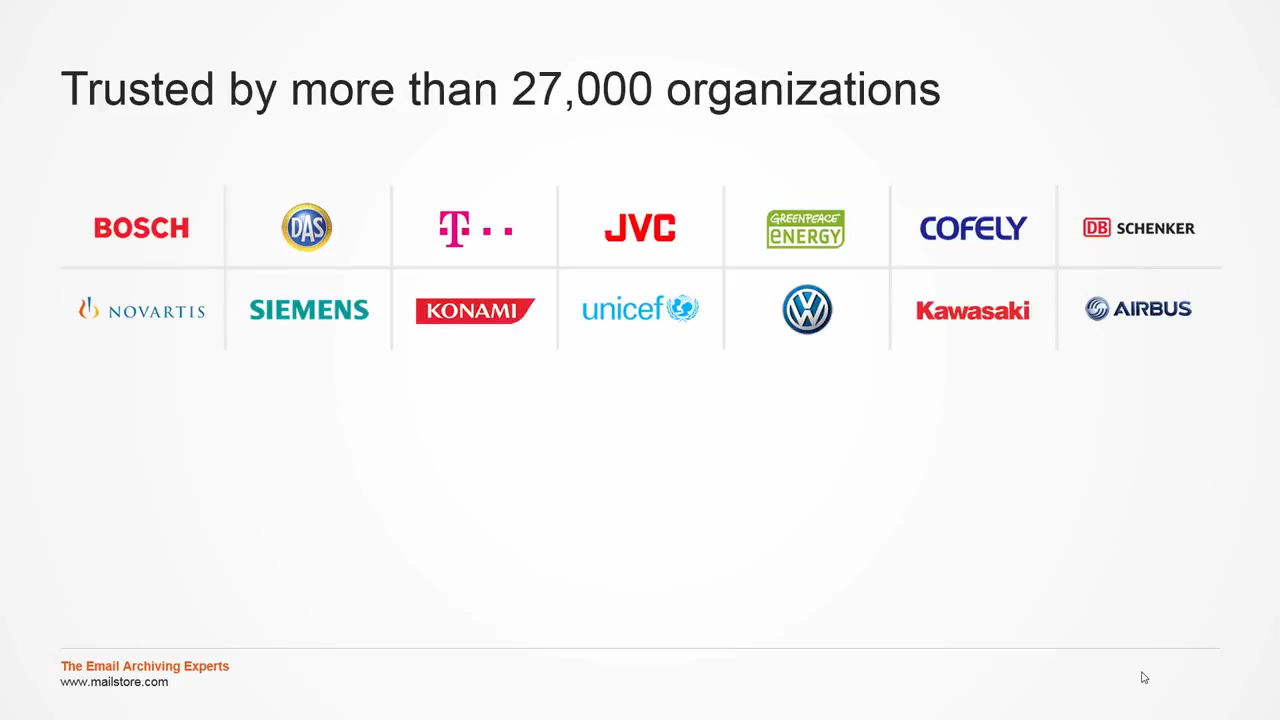 Trusted by more than 27,000 organizations
BOSCH
DAS
T
JVC
GREENPEACE
ENERGY
COFELY
DB SCHENKER
NOVARTIS
SIEMENS
KONAMI
unicef
VW
Kawasaki
AIRBUS
The Email Archiving Experts
www.mailstore.com